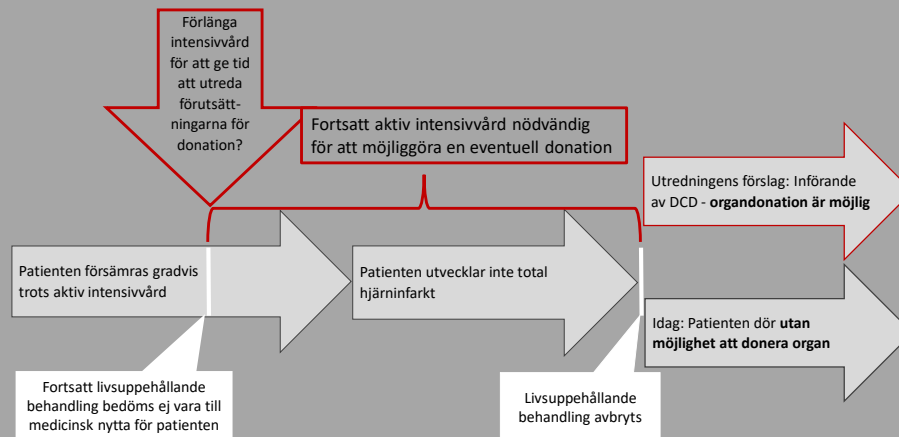 Förlänga
intensivvård
för att ge tid
att utreda
förutsätt-
ningarna för
donation?
Fortsatt aktiv intensivvård nödvändig
för att möjliggöra en eventuell donation
Utredningens förslag: Införande
av DCD - organdonation är möjlig
Patienten försämras gradvis
trots aktiv intensivvård
Patienten utvecklar inte total
hjärninfarkt
Idag: Patienten dör utan
möjlighet att donera organ
Fortsatt livsuppehållande
behandling bedöms ej vara till
medicinsk nytta för patienten
Livsuppehållande
behandling avbryts